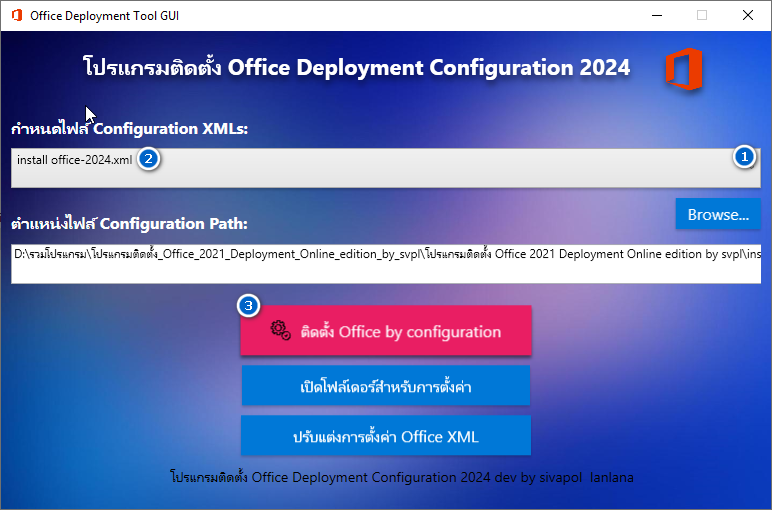 Office Deployment Tool GUI
โปรแกรมติดตั้ง Office Deployment Configuration 2024
กำหนดไฟล์ Configuration XMLs:
1
install office-2024.xml 2
Browse...
ตำแหน่งไฟล์ Configuration Path:
D:\รวมโปรแกรม\โปรแกรมติดตั้ง_Office_2021_Deployment_Online_edition_by_svpl\โปรแกรมติดตั้ง Office 2021 Deployment Online edition by svpl\ins
3
ติดตั้ง Office by configuration
เปิดโฟล์เดอร์สำหรับการตั้งค่า
ปรับแต่งการตั้งค่า Office XML
โปรแกรมติดตั้ง Office Deployment Configuration 2024 dev by sivapol lanlana